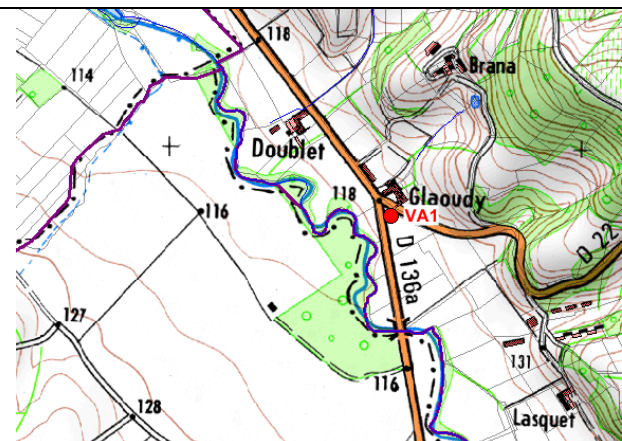 118
114
Brana
Doublet
118
Glaoudy
VA1
116
D 136a
D 22
127
131
116
128
Lasquet